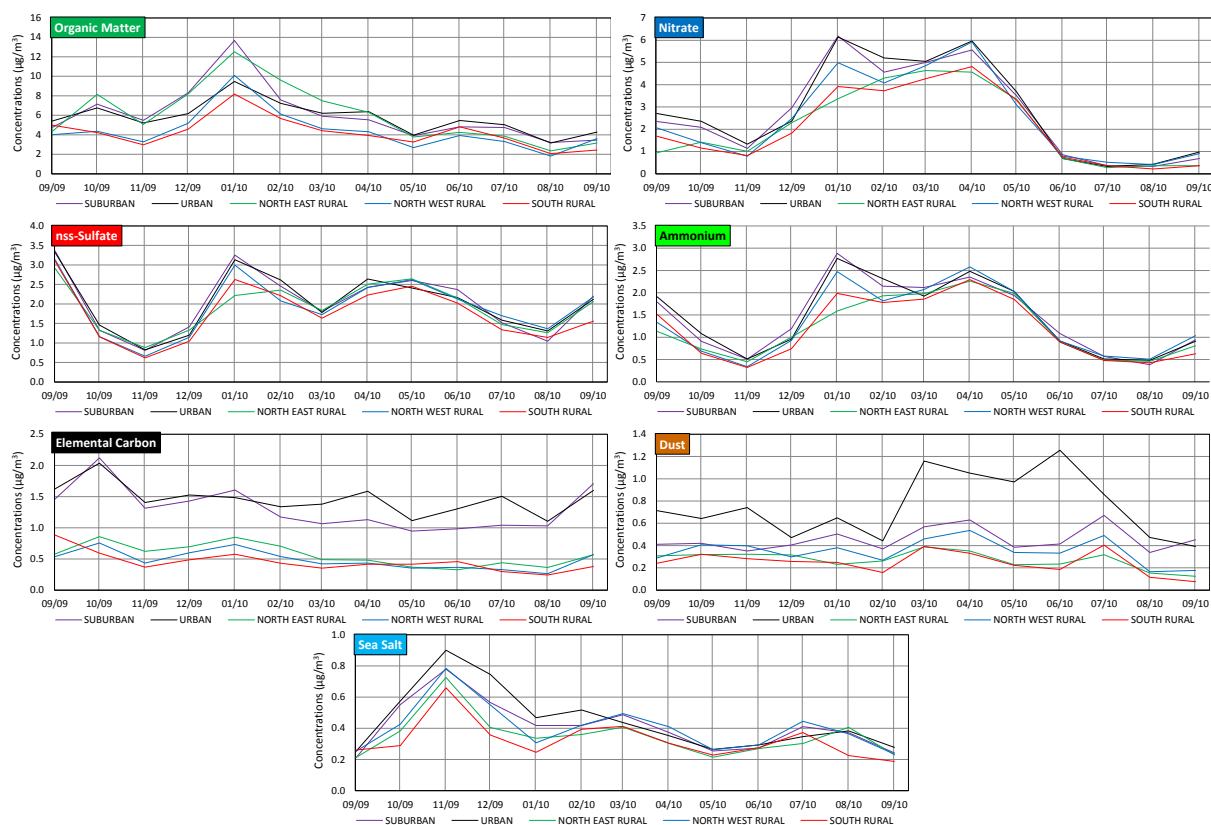 Organic Matter
Concentrations (µg/m³)
16
14
12
10
8
6
4
2
0
09/09 10/09 11/09 12/09 01/10 02/10 03/10 04/10 05/10 06/10 07/10 08/10 09/10
SUBURBAN URBAN NORTH EAST RURAL NORTH WEST RURAL SOUTH RURAL
Nitrate
Concentrations (µg/m³)
7
6
5
4
3
2
1
0
09/09 10/09 11/09 12/09 01/10 02/10 03/10 04/10 05/10 06/10 07/10 08/10 09/10
SUBURBAN URBAN NORTH EAST RURAL NORTH WEST RURAL SOUTH RURAL
nss-Sulfate
Concentrations (µg/m³)
4.0
3.5
3.0
2.5
2.0
1.5
1.0
0.5
0.0
09/09 10/09 11/09 12/09 01/10 02/10 03/10 04/10 05/10 06/10 07/10 08/10 09/10
SUBURBAN URBAN NORTH EAST RURAL NORTH WEST RURAL SOUTH RURAL
Ammonium
Concentrations (µg/m³)
3.5
3.0
2.5
2.0
1.5
1.0
0.5
0.0
09/09 10/09 11/09 12/09 01/10 02/10 03/10 04/10 05/10 06/10 07/10 08/10 09/10
SUBURBAN URBAN NORTH EAST RURAL NORTH WEST RURAL SOUTH RURAL
Elemental Carbon
Concentrations (µg/m³)
2.5
2.0
1.5
1.0
0.5
0.0
09/09 10/09 11/09 12/09 01/10 02/10 03/10 04/10 05/10 06/10 07/10 08/10 09/10
SUBURBAN URBAN NORTH EAST RURAL NORTH WEST RURAL SOUTH RURAL
Dust
Concentrations (µg/m³)
1.4
1.2
1.0
0.8
0.6
0.4
0.2
0.0
09/09 10/09 11/09 12/09 01/10 02/10 03/10 04/10 05/10 06/10 07/10 08/10 09/10
SUBURBAN URBAN NORTH EAST RURAL NORTH WEST RURAL SOUTH RURAL
Sea Salt
Concentrations (µg/m³)
1.0
0.8
0.6
0.4
0.2
0.0
09/09 10/09 11/09 12/09 01/10 02/10 03/10 04/10 05/10 06/10 07/10 08/10 09/10
SUBURBAN URBAN NORTH EAST RURAL NORTH WEST RURAL SOUTH RURAL